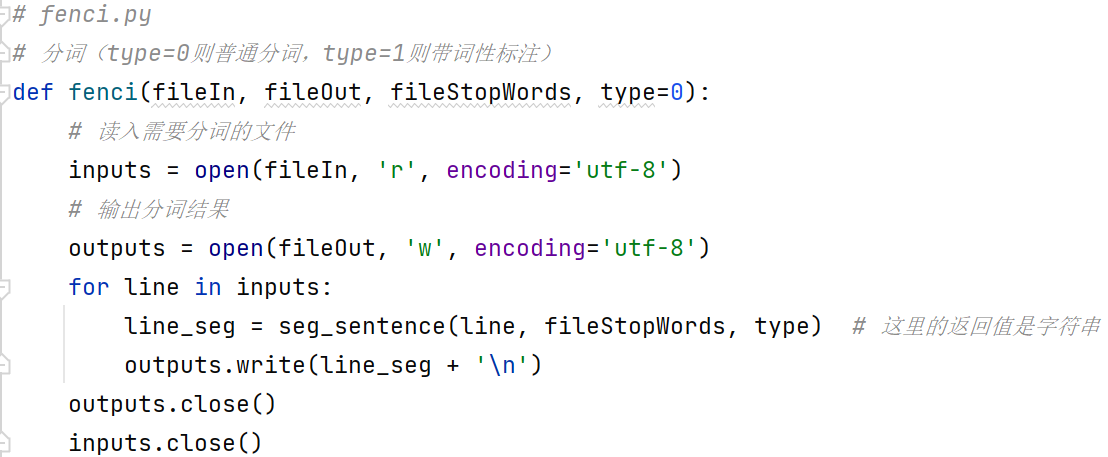 # fenci.py
# 分词（type=0则普通分词，type=1则带词性标注）
def fenci(fileIn, fileOut, fileStopWords, type=0):
    # 读入需要分词的文件
    inputs = open(fileIn, 'r', encoding='utf-8')
    # 输出分词结果
    outputs = open(fileOut, 'w', encoding='utf-8')
    for line in inputs:
        line_seg = seg_sentence(line, fileStopWords, type)  # 这里的返回值是字符串
        outputs.write(line_seg + '\n')
    outputs.close()
    inputs.close()